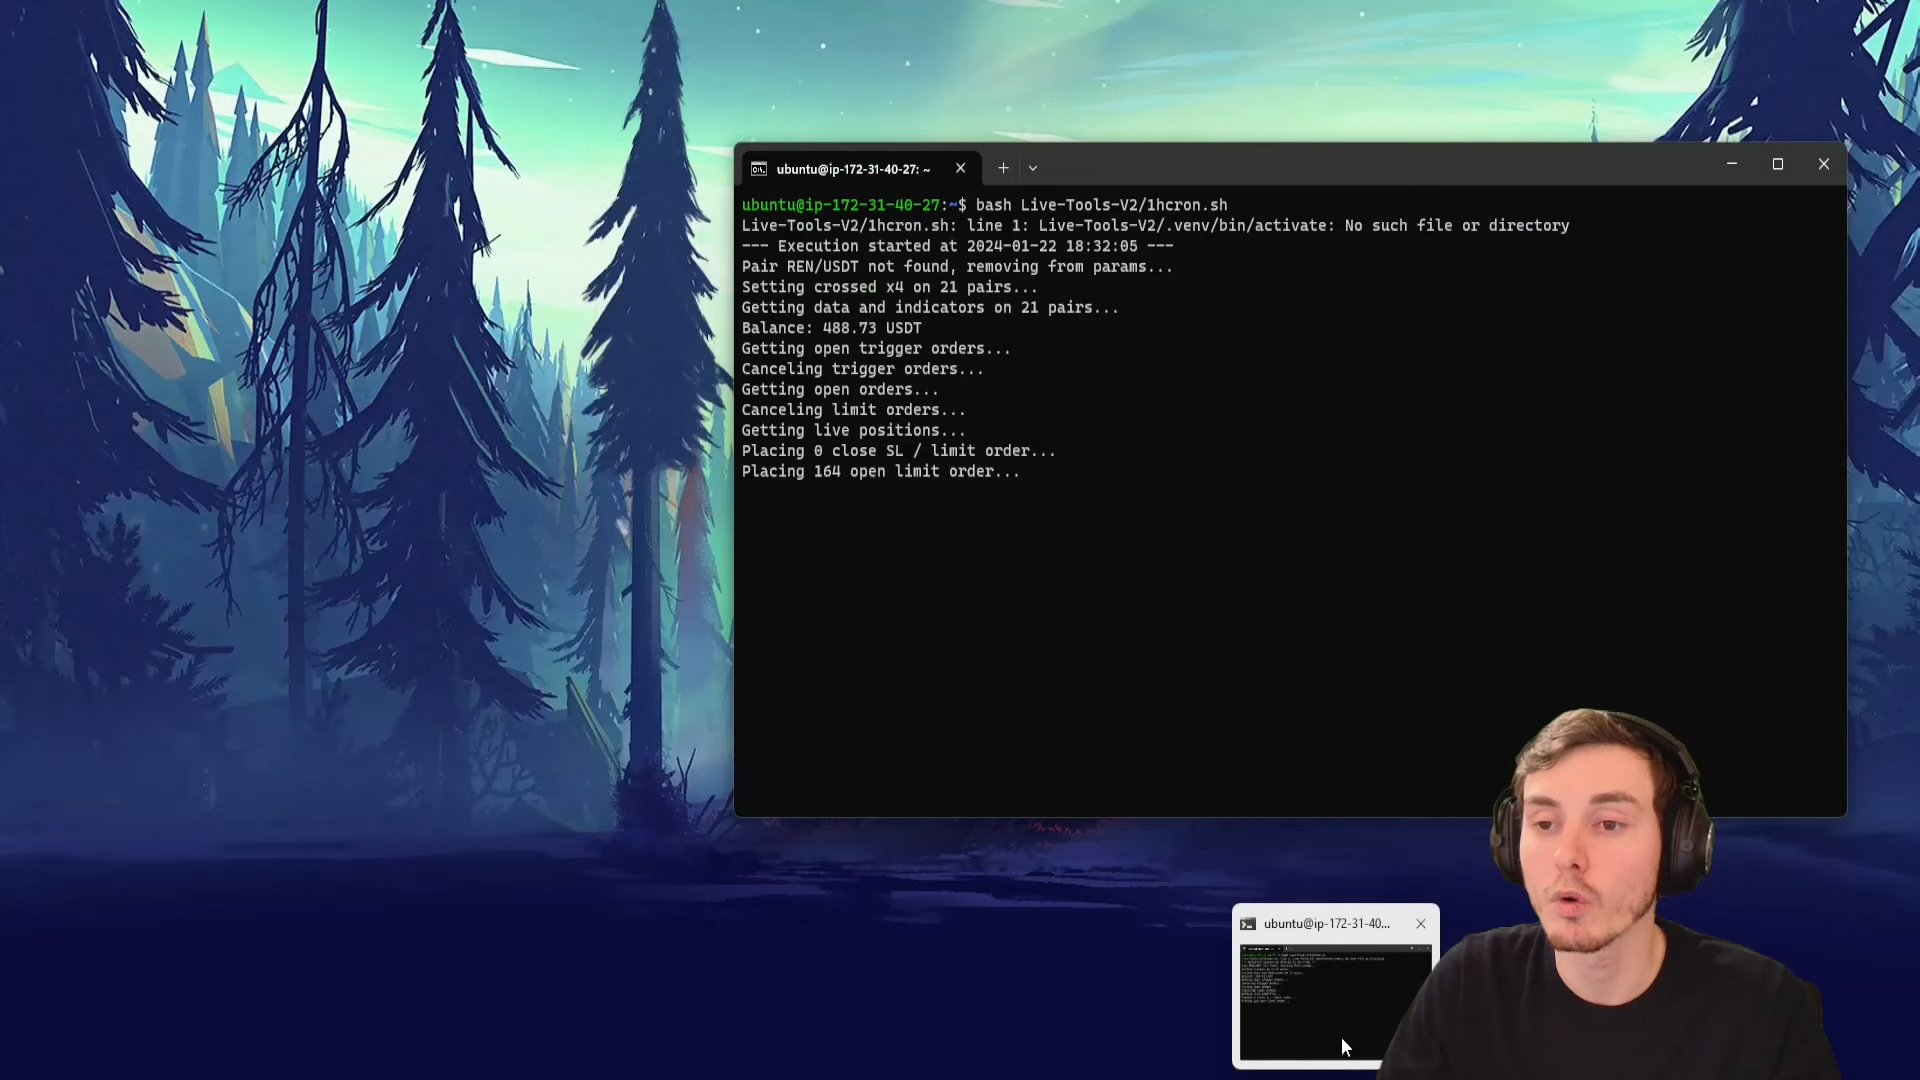 ubuntu@ip-172-31-40-27: ~
ubuntu@ip-172-31-40-27:~$ bash Live-Tools-V2/1hcron.sh
Live-Tools-V2/1hcron.sh: line 1: Live-Tools-V2/.venv/bin/activate: No such file or directory
--- Execution started at 2024-01-22 18:32:05 ---
Pair REN/USDT not found, removing from params...
Setting crossed x4 on 21 pairs...
Getting data and indicators on 21 pairs...
Balance: 488.73 USDT
Getting open trigger orders...
Canceling trigger orders...
Getting open orders...
Canceling limit orders...
Getting live positions...
Placing 0 close SL / limit order...
Placing 164 open limit order...
ubuntu@ip-172-31-40...